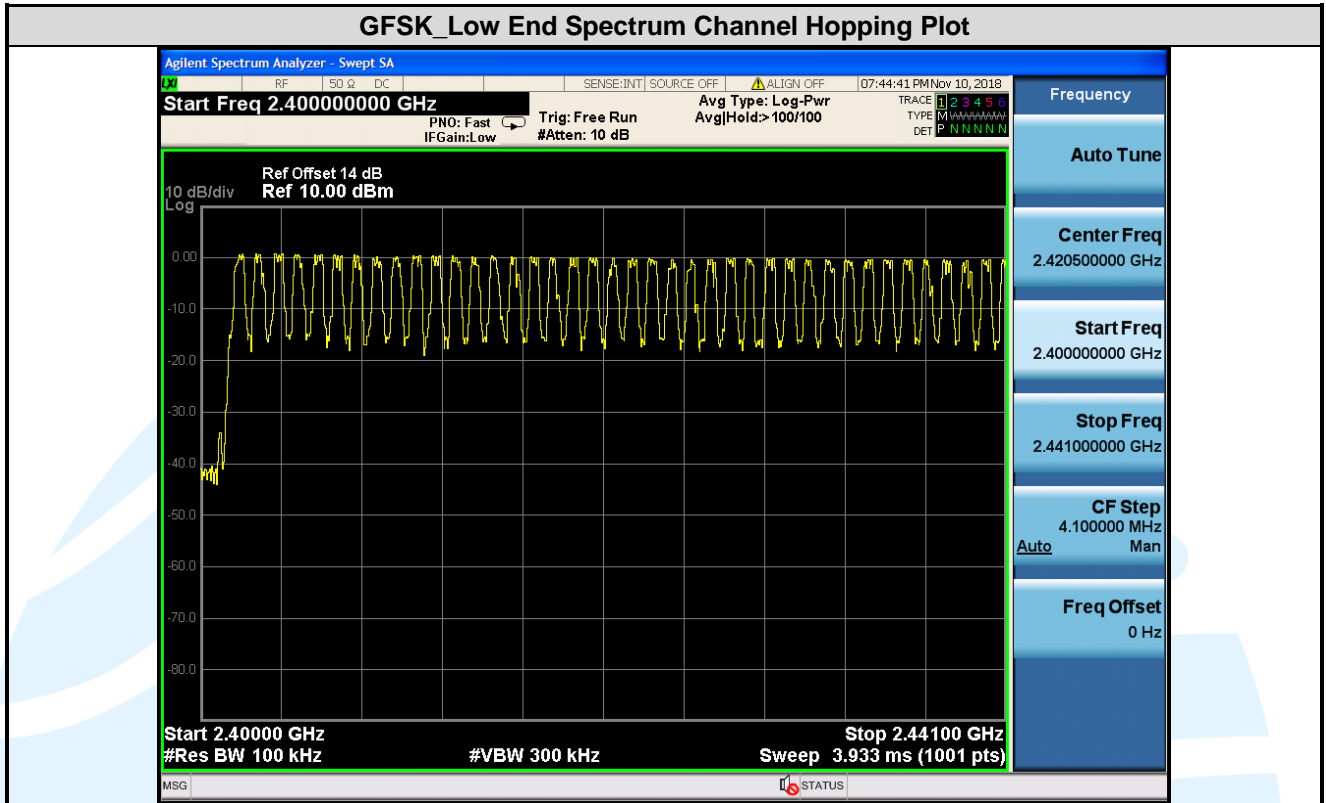 GFSK_Low End Spectrum Channel Hopping Plot
Agilent Spectrum Analyzer - Swept SA
LXI RF 50 Ω DC SENSE:INT SOURCE OFF ALIGN OFF 07:44:41 PM Nov 10, 2018
Start Freq 2.400000000 GHz
PNO: Fast
IFGain:Low
Trig: Free Run
#Atten: 10 dB
Avg Type: Log-Pwr
Avg|Hold:> 100/100
TRACE 1 2 3 4 5 6
TYPE M WWWWW
DET P N N N N N
Ref Offset 14 dB
10 dB/div Ref 10.00 dBm
Log
0.00
-10.0
-20.0
-30.0
-40.0
-50.0
-60.0
-70.0
-80.0
Start 2.40000 GHz Stop 2.44100 GHz
#Res BW 100 kHz #VBW 300 kHz Sweep 3.933 ms (1001 pts)
MSG STATUS
Frequency
Auto Tune
Center Freq
2.420500000 GHz
Start Freq
2.400000000 GHz
Stop Freq
2.441000000 GHz
CF Step
4.100000 MHz
Auto Man
Freq Offset
0 Hz